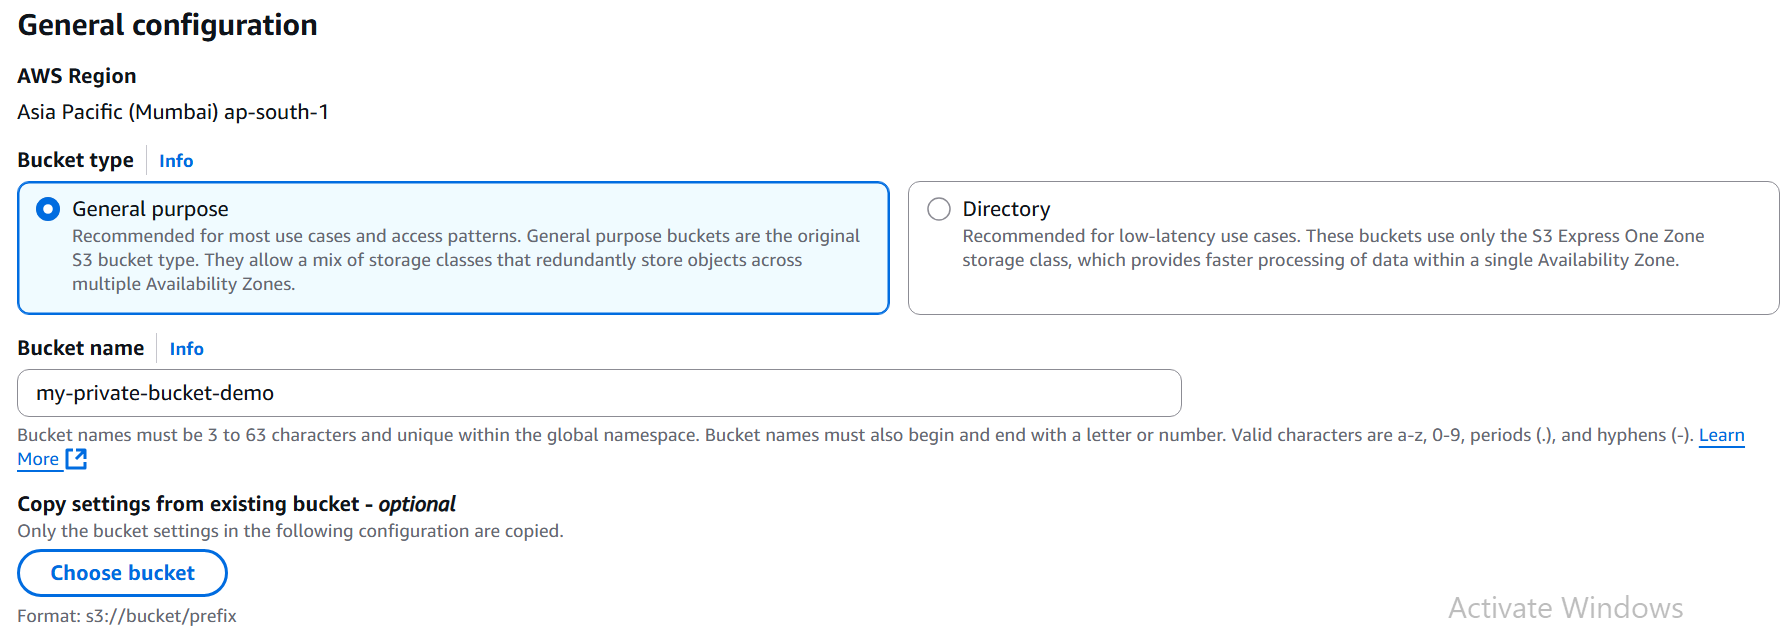 General configuration
AWS Region
Asia Pacific (Mumbai) ap-south-1
Bucket type Info
General purpose
Recommended for most use cases and access patterns. General purpose buckets are the original
S3 bucket type. They allow a mix of storage classes that redundantly store objects across
multiple Availability Zones.
Directory
Recommended for low-latency use cases. These buckets use only the S3 Express One Zone
storage class, which provides faster processing of data within a single Availability Zone.
Bucket name Info
my-private-bucket-demo
Bucket names must be 3 to 63 characters and unique within the global namespace. Bucket names must also begin and end with a letter or number. Valid characters are a-z, 0-9, periods (.), and hyphens (-). Learn
More
Copy settings from existing bucket - optional
Only the bucket settings in the following configuration are copied.
Choose bucket
Format: s3://bucket/prefix
Activate Windows